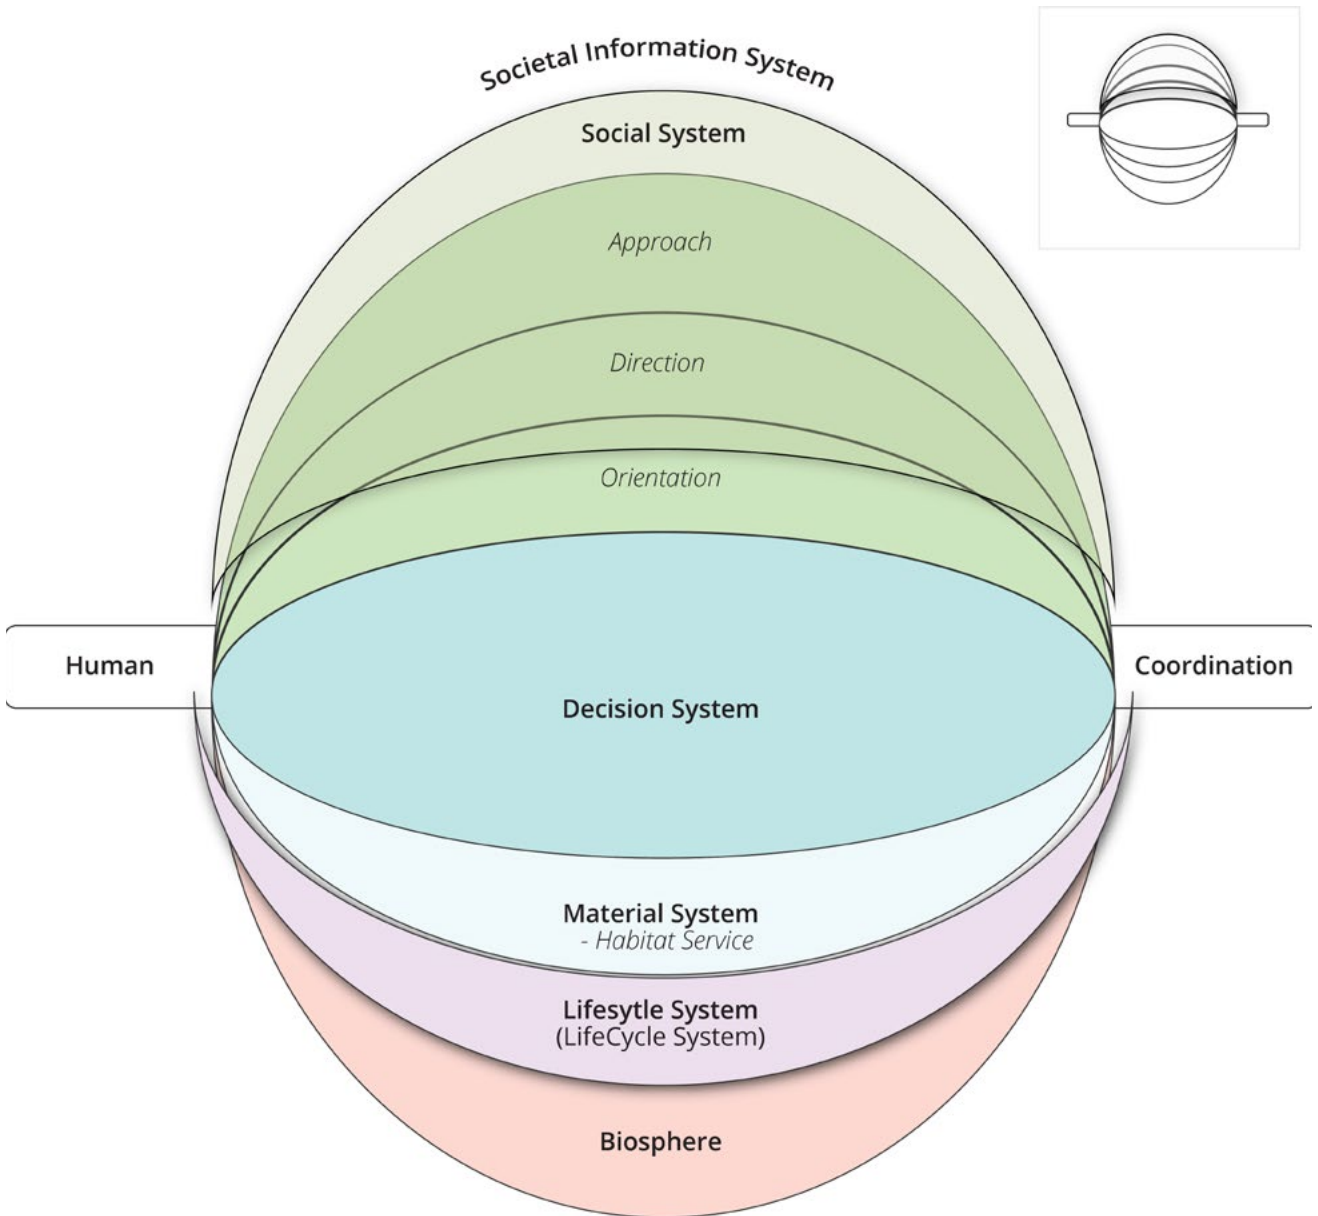 Societal Information System
Social System
Approach
Direction
Orientation
Human
Coordination
Decision System
Material System
- Habitat Service
Lifesytle System
(LifeCycle System)
Biosphere